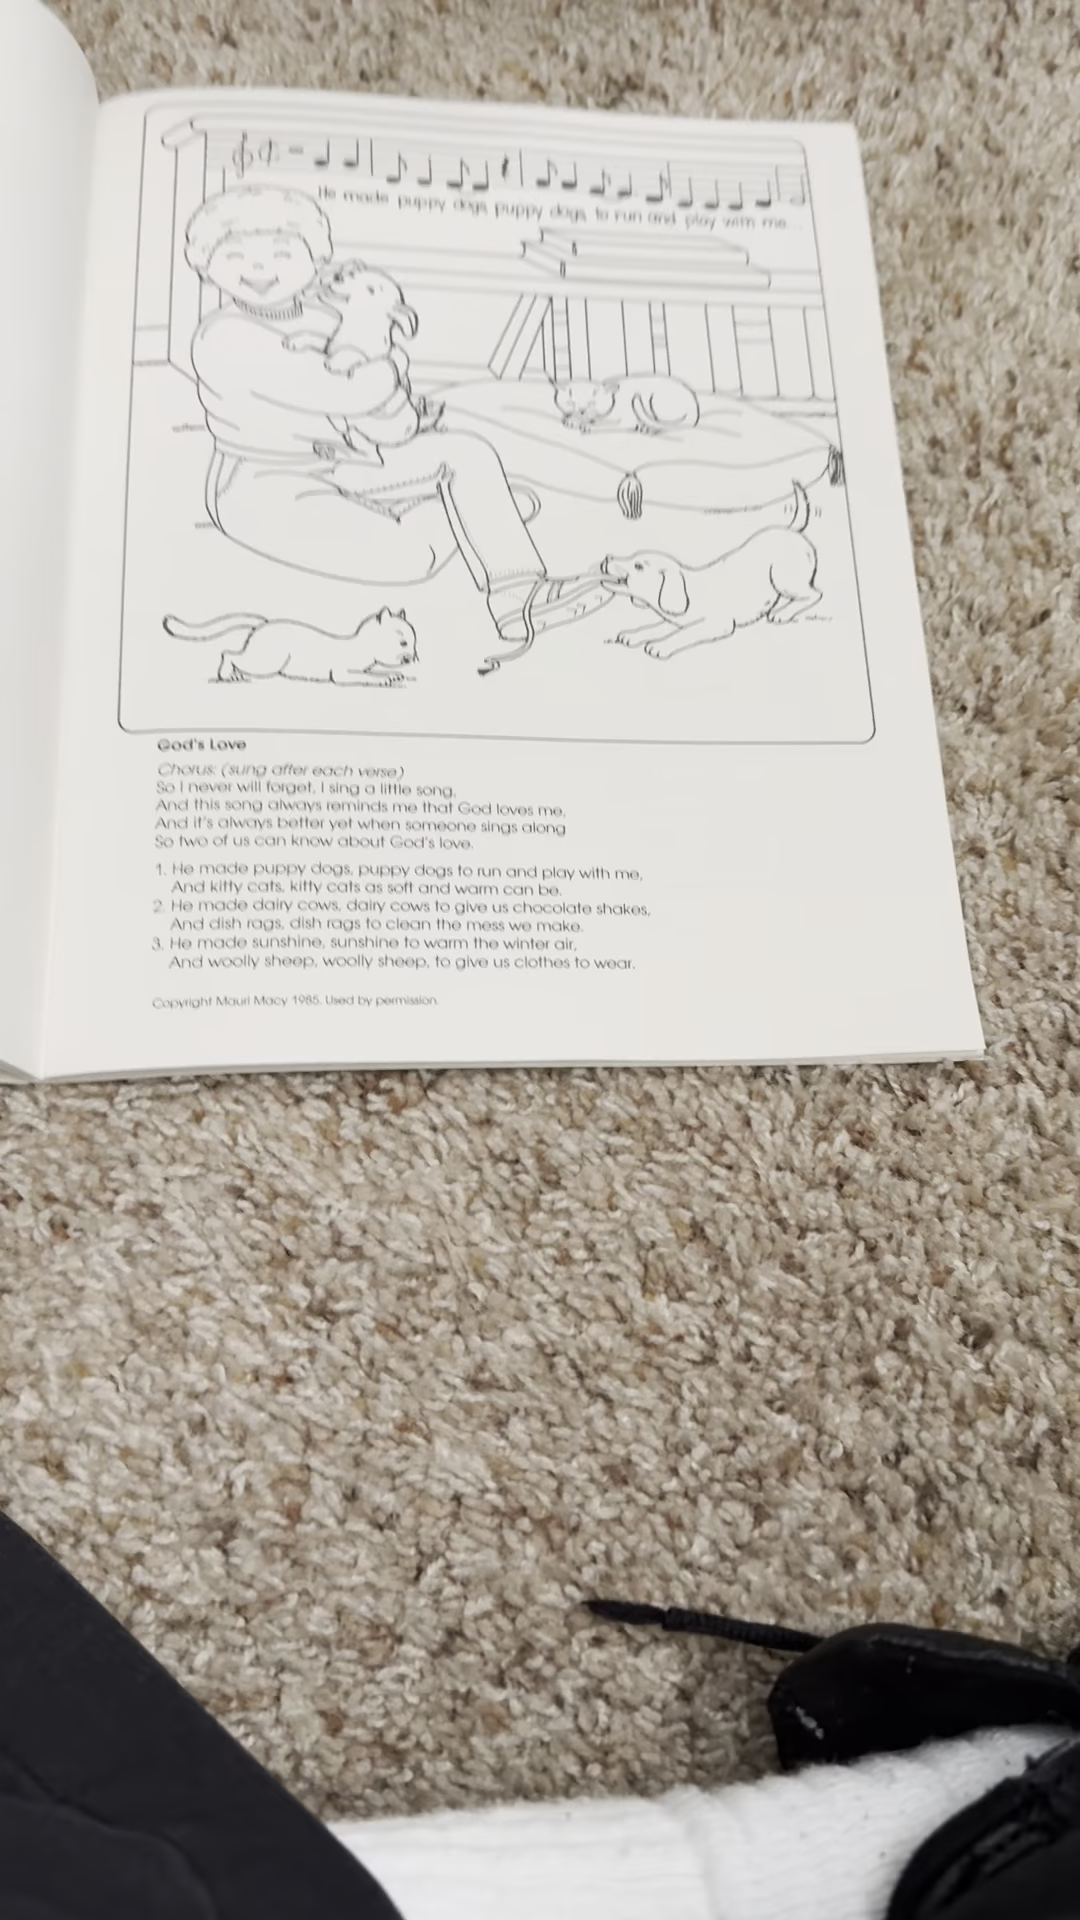 He made puppy dogs, puppy dogs, to run and play with me...
God's Love
Chorus: (sung after each verse)
So I never will forget, I sing a little song,
And this song always reminds me that God loves me,
And it's always better yet when someone sings along
So two of us can know about God's love.
1. He made puppy dogs, puppy dogs to run and play with me,
And kitty cats, kitty cats as soft and warm can be.
2. He made dairy cows, dairy cows to give us chocolate shakes,
And dish rags, dish rags to clean the mess we make.
3. He made sunshine, sunshine to warm the winter air,
And woolly sheep, woolly sheep, to give us clothes to wear.
Copyright Mauri Macy 1985. Used by permission.